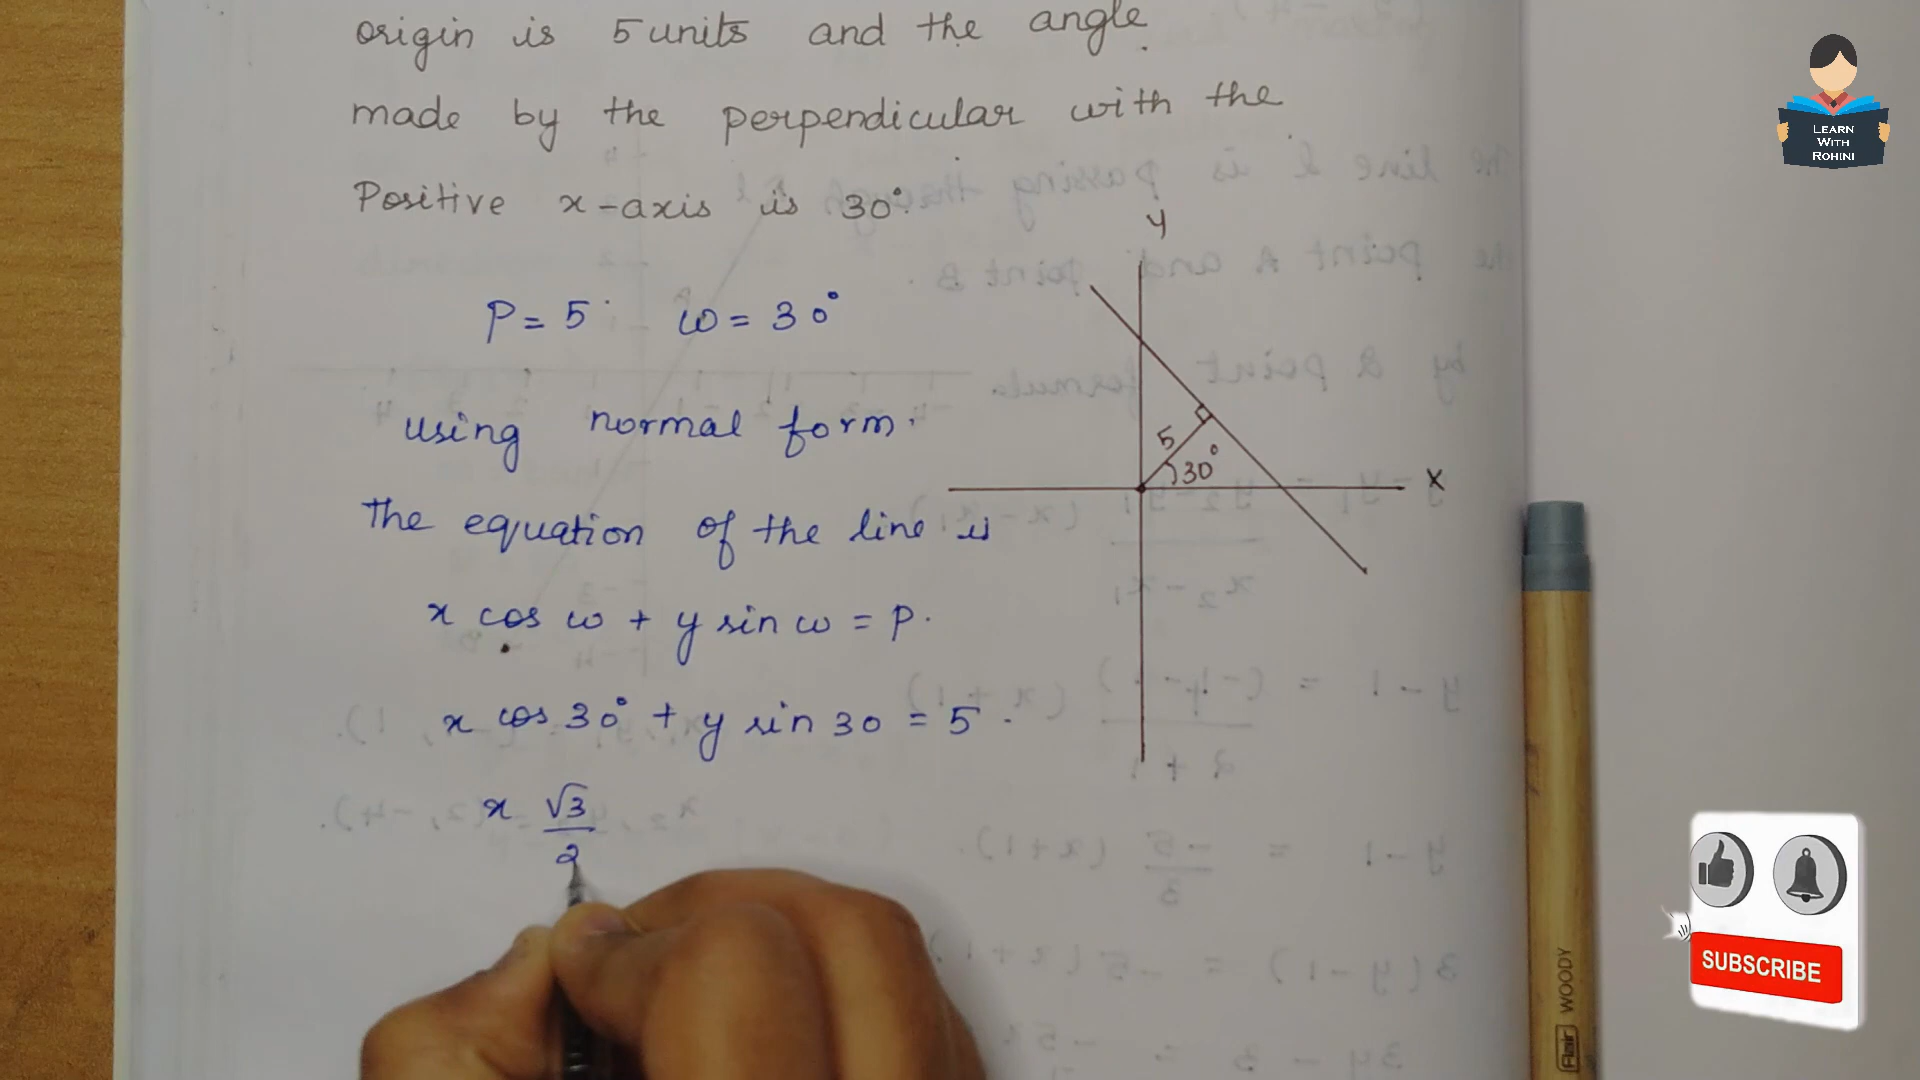 origin is 5 units and the angle
made by the perpendicular with the
Positive x-axis is 30°.
P = 5 ω = 30°
using normal form.
the equation of the line is
x cos ω + y sin ω = p.
x cos 30° + y sin 30 = 5.
x √3/2
y
5
30°
x
LEARN
WITH
ROHINI
SUBSCRIBE
Flair WOODY